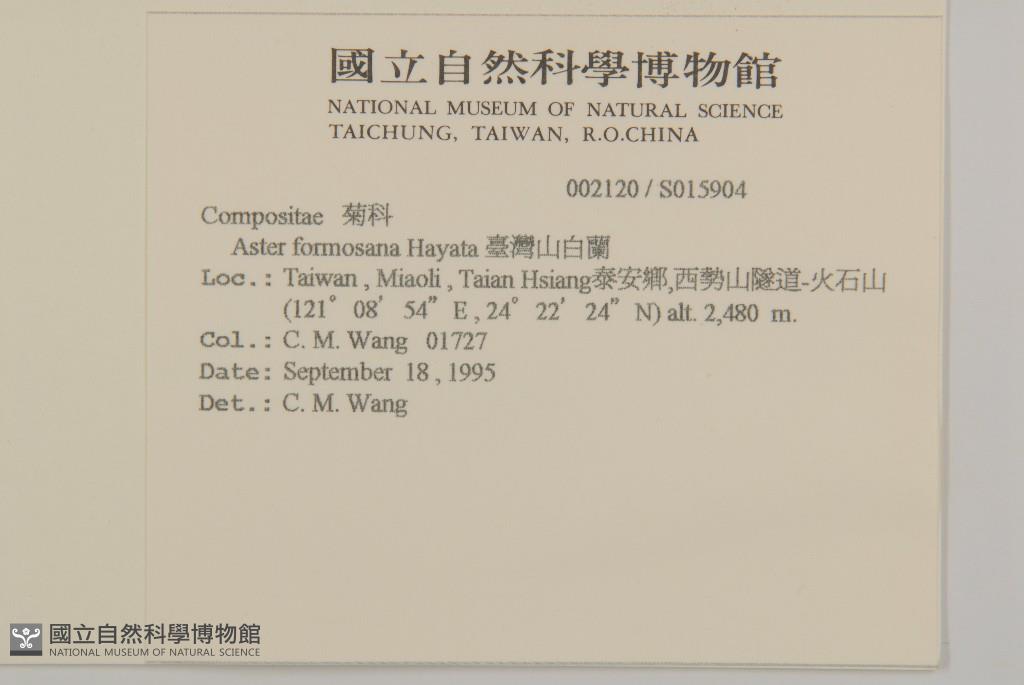 國立自然科學博物館
NATIONAL MUSEUM OF NATURAL SCIENCE
TAICHUNG, TAIWAN, R.O.CHINA
002120 / S015904
Compositae 菊科
Aster formosana Hayata 臺灣山白蘭
Loc.: Taiwan , Miaoli , Taian Hsiang泰安鄉,西勢山隧道-火石山
(121° 08' 54" E , 24° 22' 24" N) alt. 2,480 m.
Col.: C. M. Wang 01727
Date: September 18 , 1995
Det.: C. M. Wang
國立自然科學博物館
NATIONAL MUSEUM OF NATURAL SCIENCE